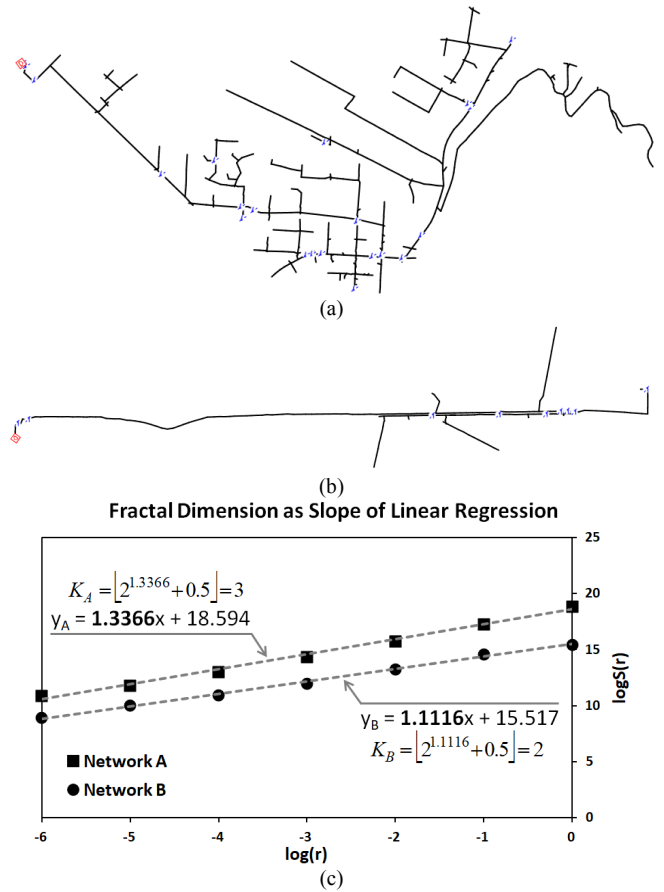 (a)
(b)
Fractal Dimension as Slope of Linear Regression
25
20
15
10
5
0
logS(r)
K_A = ⌊2^1.3366 +0.5⌋=3
y_A = 1.3366x + 18.594
y_B = 1.1116x + 15.517
K_B = ⌊2^1.1116 +0.5⌋=2
Network A
Network B
-6 -5 -4 -3 -2 -1 0
log(r)
(c)